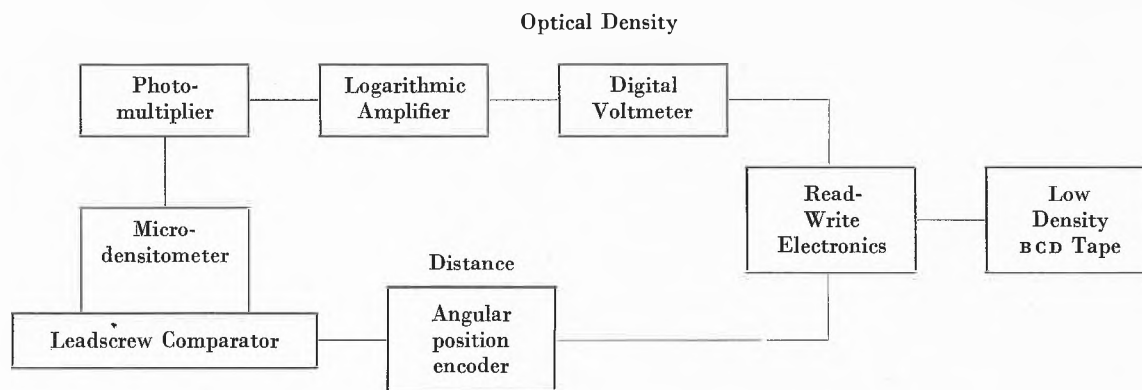 Optical Density
Photo-
multiplier
Logarithmic
Amplifier
Digital
Voltmeter
Read-
Write
Electronics
Low
Density
BCD Tape
Micro-
densitometer
Distance
Leadscrew Comparator
Angular
position
encoder